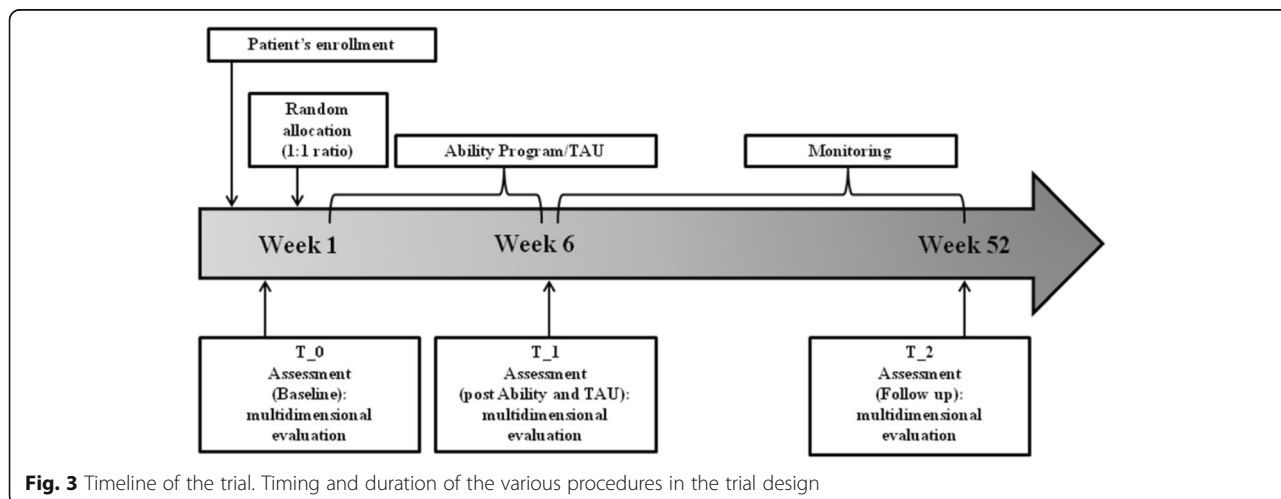 Patient's enrollment
Random
allocation
(1:1 ratio)
Ability Program/TAU
Monitoring
Week 1
Week 6
Week 52
T_0
Assessment
(Baseline):
multidimensional
evaluation
T_1
Assessment
(post Ability and TAU):
multidimensional
evaluation
T_2
Assessment
(Follow up):
multidimensional
evaluation
Fig. 3 Timeline of the trial. Timing and duration of the various procedures in the trial design